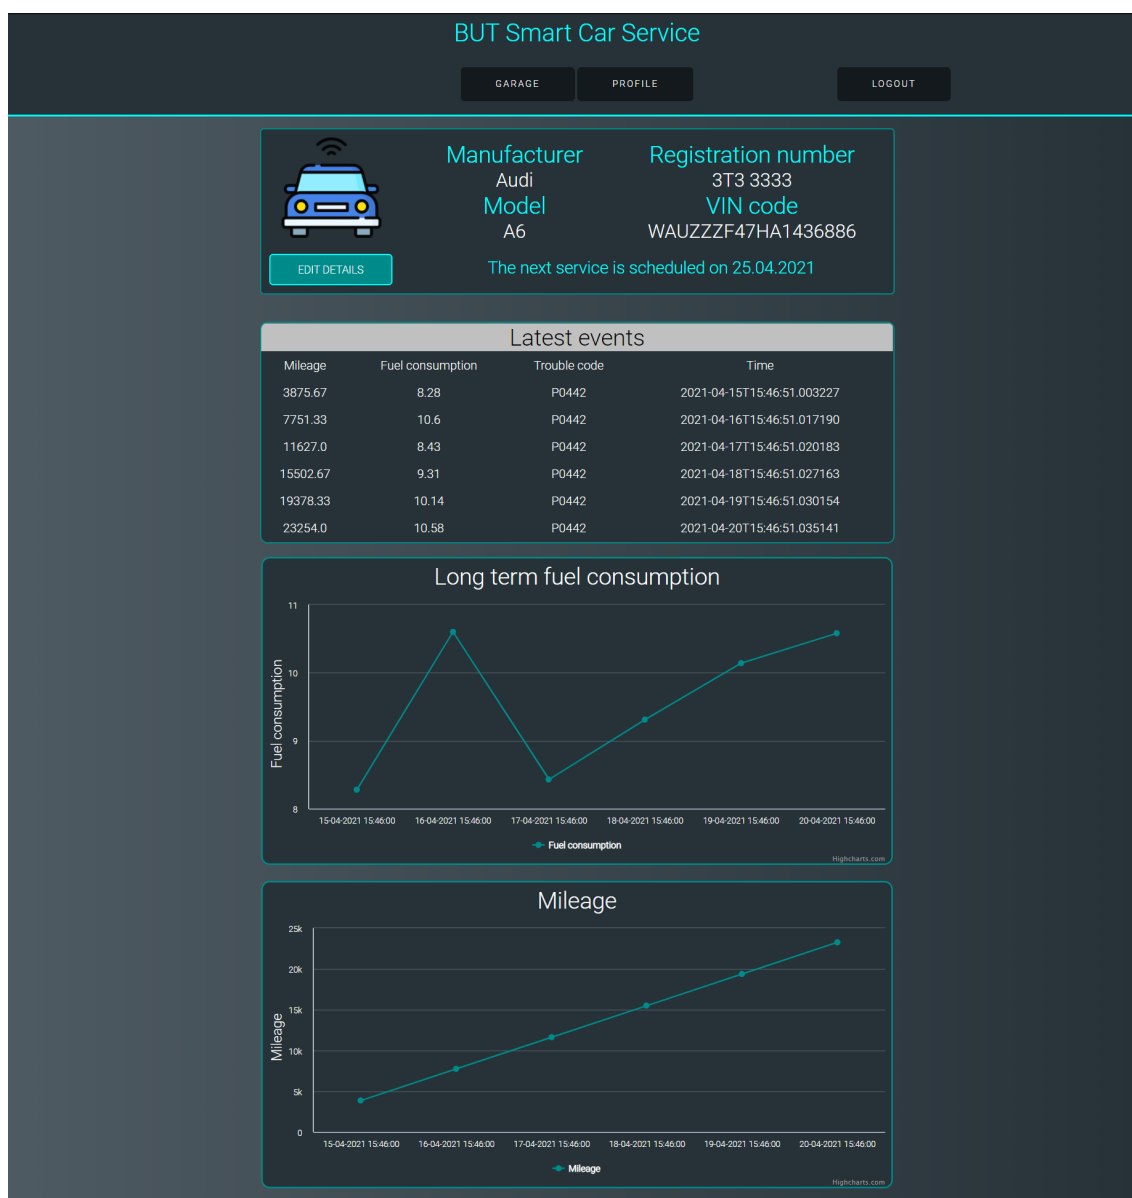 BUT Smart Car Service
GARAGE PROFILE LOGOUT
Manufacturer Registration number
Audi 3T3 3333
Model VIN code
A6 WAUZZZF47HA1436886
EDIT DETAILS The next service is scheduled on 25.04.2021
Latest events
Mileage Fuel consumption Trouble code Time
3875.67 8.28 P0442 2021-04-15T15:46:51.003227
7751.33 10.6 P0442 2021-04-16T15:46:51.017190
11627.0 8.43 P0442 2021-04-17T15:46:51.020183
15502.67 9.31 P0442 2021-04-18T15:46:51.027163
19378.33 10.14 P0442 2021-04-19T15:46:51.030154
23254.0 10.58 P0442 2021-04-20T15:46:51.035141
Long term fuel consumption
Fuel consumption
11
10
9
8
15-04-2021 15:46:00 16-04-2021 15:46:00 17-04-2021 15:46:00 18-04-2021 15:46:00 19-04-2021 15:46:00 20-04-2021 15:46:00
Fuel consumption
Highcharts.com
Mileage
Mileage
25k
20k
15k
10k
5k
0
15-04-2021 15:46:00 16-04-2021 15:46:00 17-04-2021 15:46:00 18-04-2021 15:46:00 19-04-2021 15:46:00 20-04-2021 15:46:00
Mileage
Highcharts.com